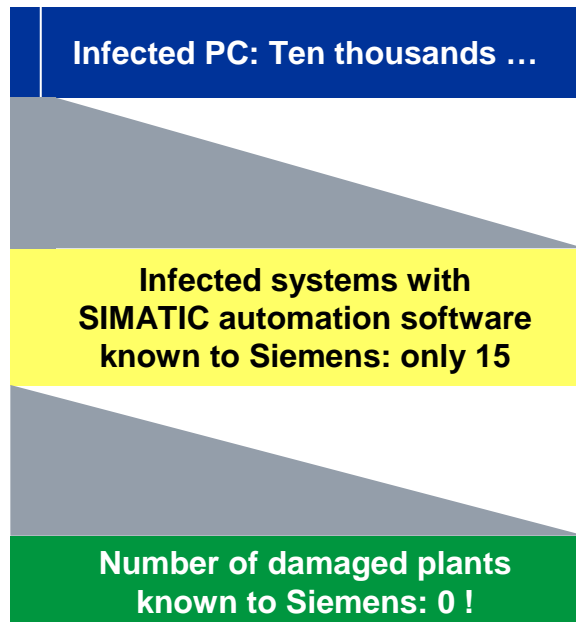 Infected PC: Ten thousands …
Infected systems with
SIMATIC automation software
known to Siemens: only 15
Number of damaged plants
known to Siemens: 0 !